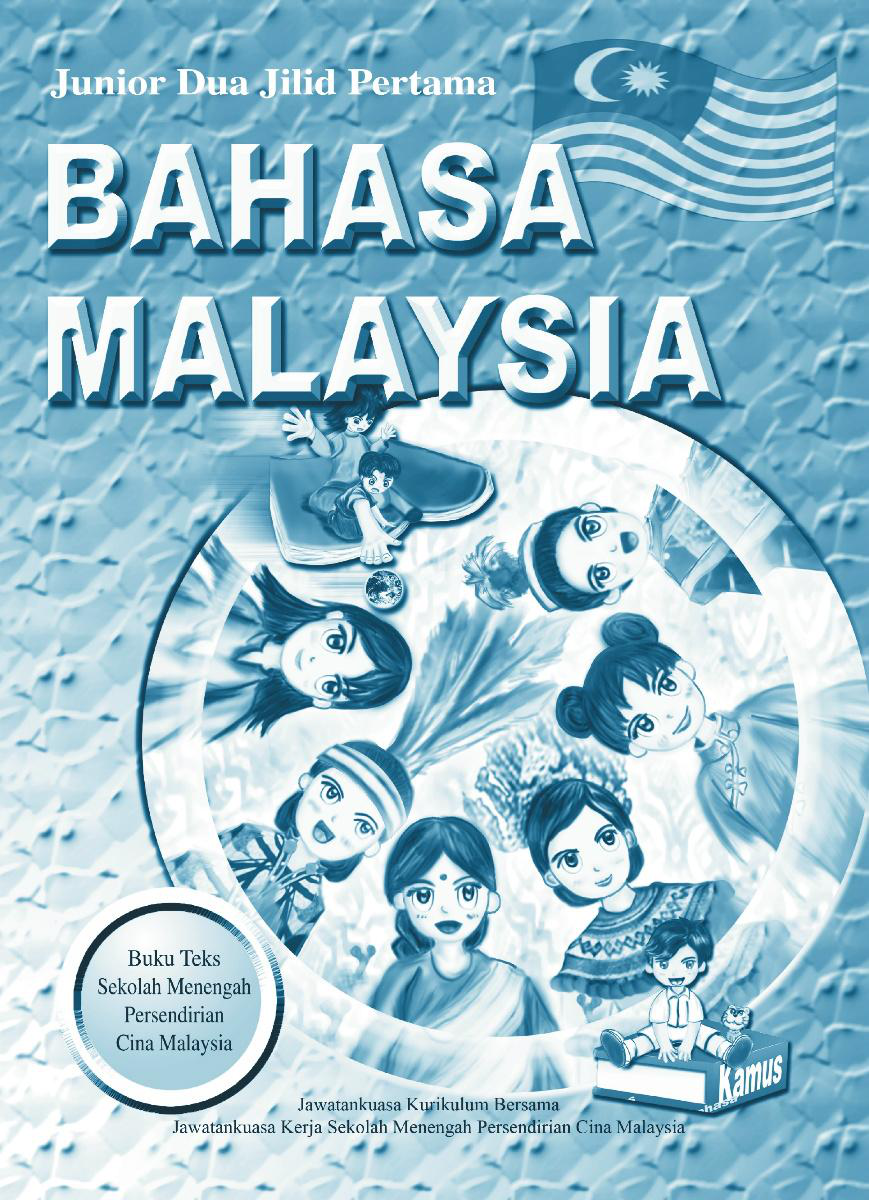 Junior Dua Jilid Pertama
BAHASA
MALAYSIA
Buku Teks
Sekolah Menengah
Persendirian
Cina Malaysia
Kamus
Jawatankuasa Kurikulum Bersama
Jawatankuasa Kerja Sekolah Menengah Persendirian Cina Malaysia